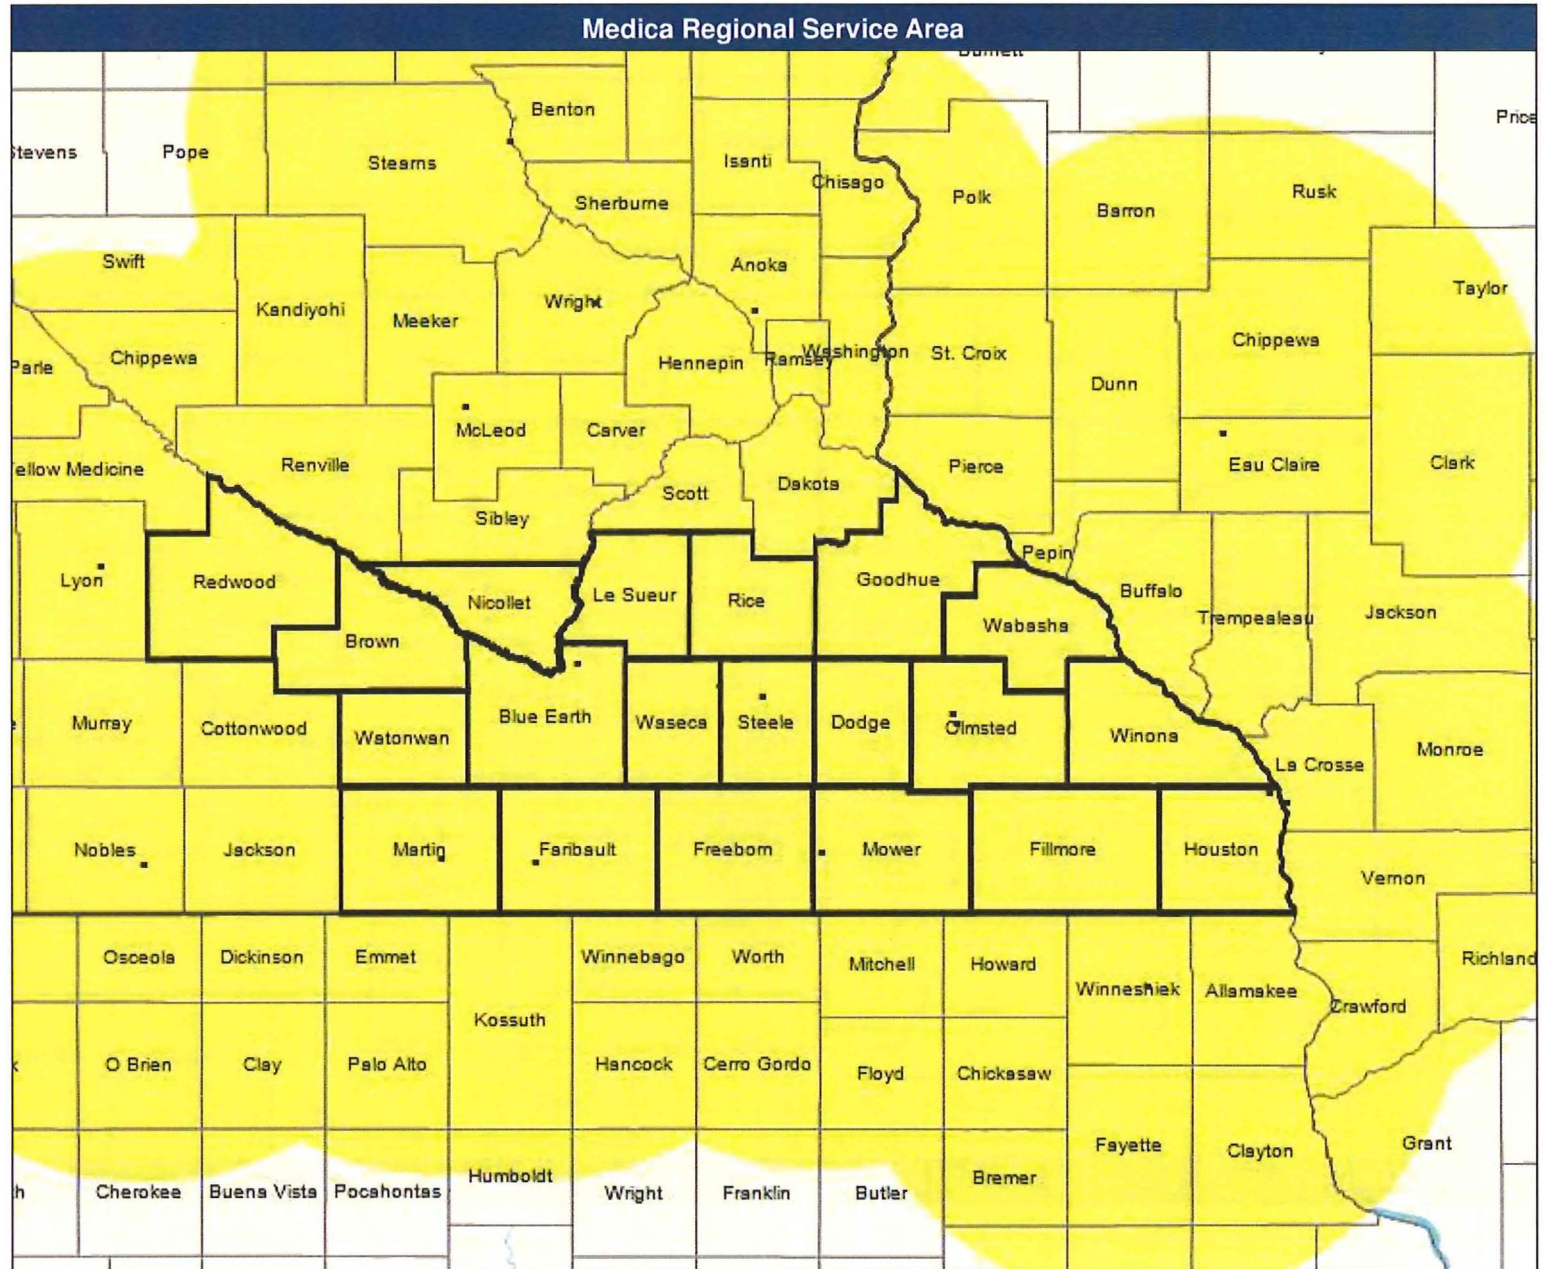 Medica Regional Service Area
Benton
Price
Stevens
Pope
Stearns
Isanti
Chisago
Sherburne
Polk
Barron
Rusk
Swift
Anoka
Taylor
Kandiyohi
Wright
Meeker
Chippewa
Parle
Chippewa
Hennepin
Ramsey
Washington
St. Croix
Dunn
McLeod
Carver
Renville
Yellow Medicine
Scott
Dakota
Pierce
Eau Claire
Clark
Sibley
Pepin
Lyon
Redwood
Nicollet
Le Sueur
Rice
Goodhue
Buffalo
Trempealeau
Jackson
Brown
Wabasha
Murray
Cottonwood
Watonwan
Blue Earth
Waseca
Steele
Dodge
Olmsted
Winona
La Crosse
Monroe
Nobles
Jackson
Martin
Faribault
Freeborn
Mower
Fillmore
Houston
Vernon
Osceola
Dickinson
Emmet
Winnebago
Worth
Mitchell
Howard
Winneshiek
Allamakee
Crawford
Richland
Kossuth
O Brien
Clay
Palo Alto
Hancock
Cerro Gordo
Floyd
Chickasaw
Fayette
Clayton
Grant
Cherokee
Buena Vista
Pocahontas
Humboldt
Wright
Franklin
Butler
Bremer